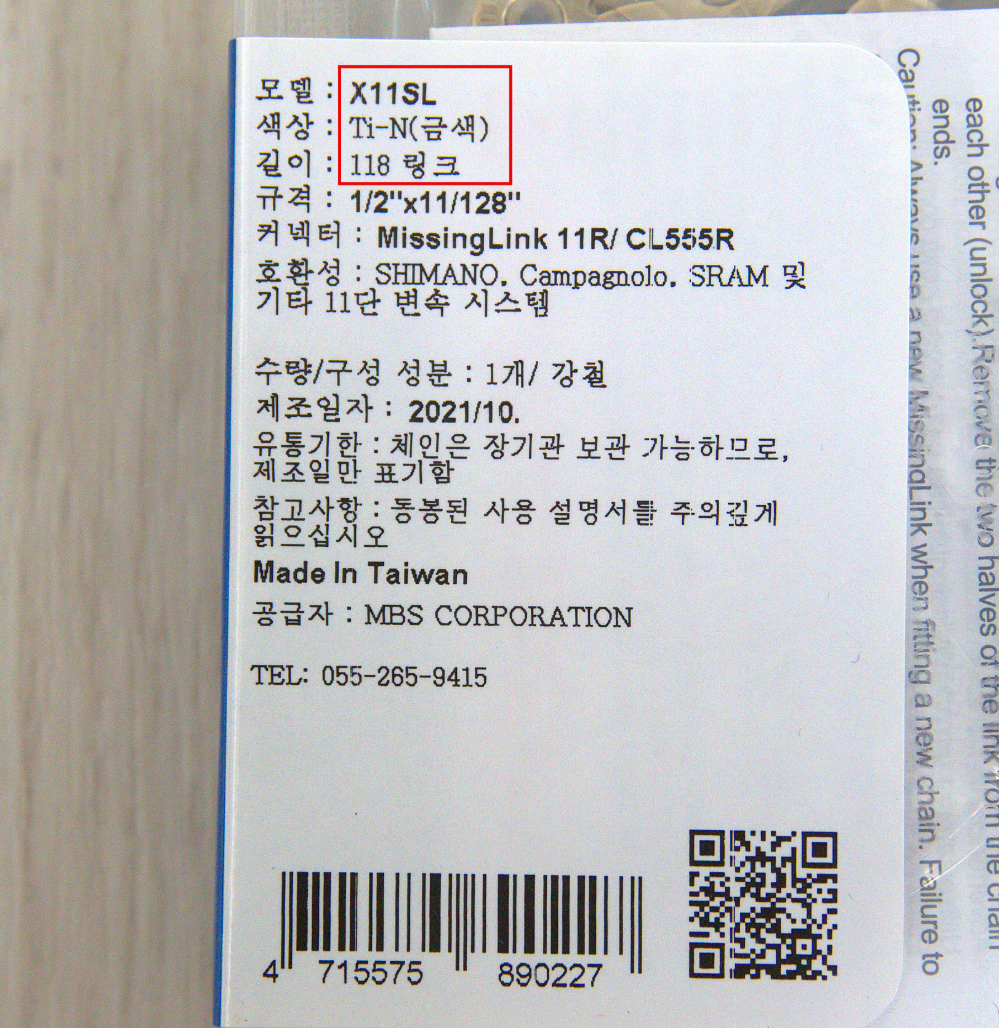 모델 : X11SL
색상 : Ti-N(금색)
길이 : 118 링크
규격 : 1/2"x11/128"
커넥터 : MissingLink 11R/ CL555R
호환성 : SHIMANO. Campagnolo. SRAM 및
기타 11단 변속 시스템
수량/구성 성분 : 1개/ 강철
제조일자 : 2021/10.
유통기한 : 체인은 장기관 보관 가능하므로,
제조일만 표기함
참고사항 : 동봉된 사용 설명서를 주의깊게
읽으십시오
Made In Taiwan
공급자 : MBS CORPORATION
TEL: 055-265-9415
4 715575 890227
each other (unlock).Remove the two halves of the link from the chain
ends.
Caution: Always use a new MissingLink when fitting a new chain. Failure to